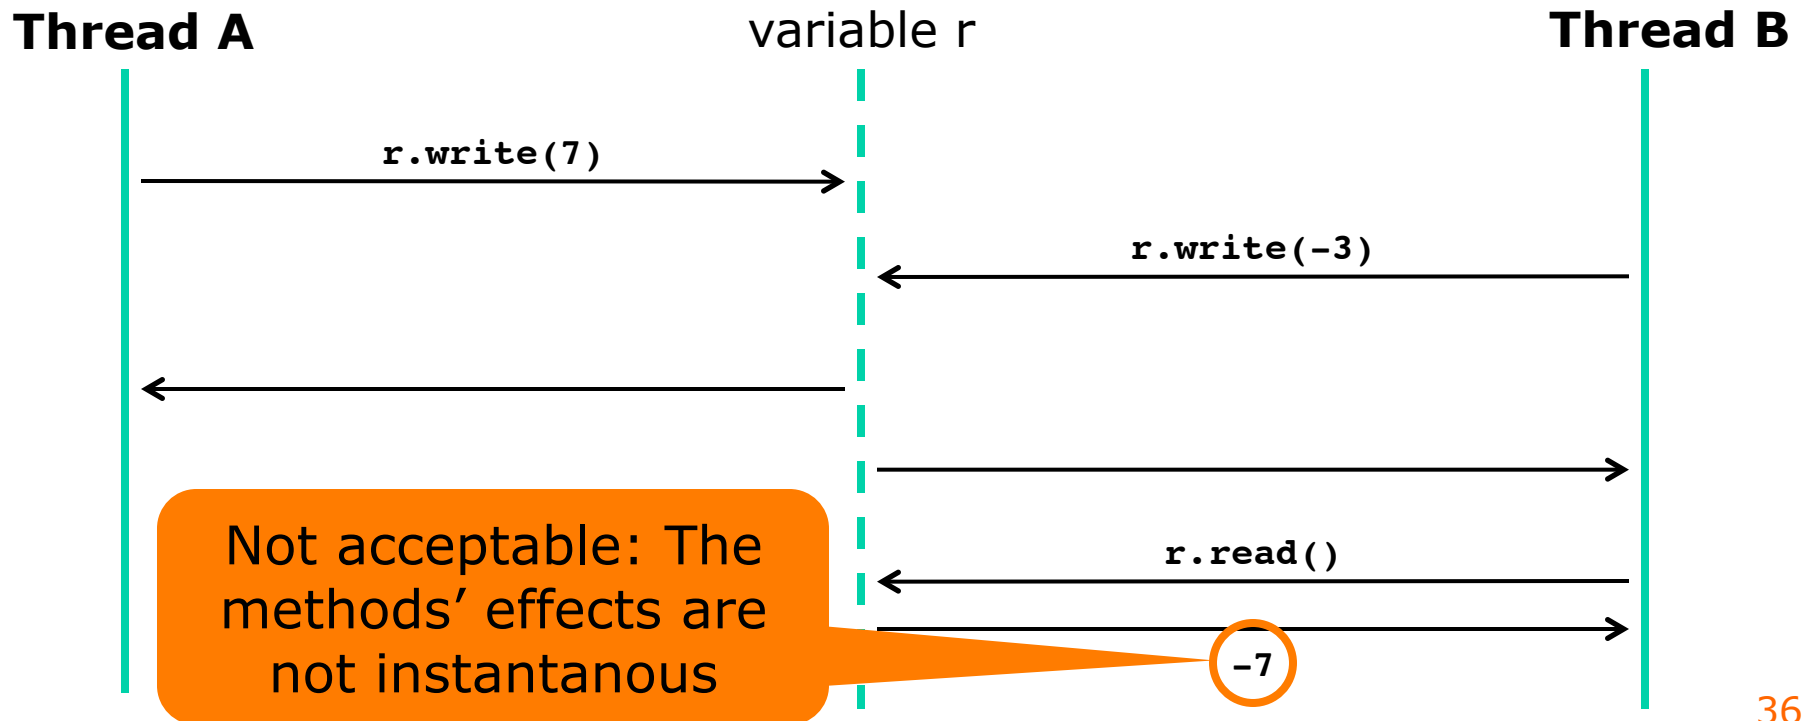 Thread A
variable r
Thread B
r.write(7)
r.write(-3)
Not acceptable: The
methods’ effects are
not instantanous
r.read()
-7
36